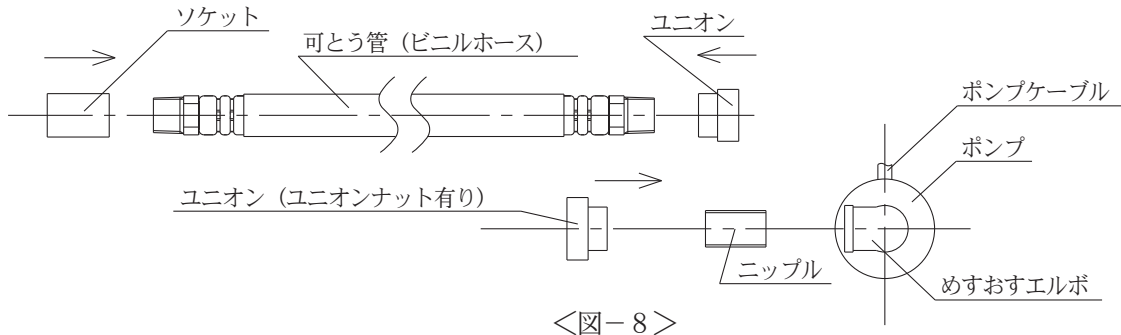 ソケット
ユニオン
可とう管（ビニルホース）
ポンプケーブル
ポンプ
ユニオン（ユニオンナット有り）
ニップル
めすおすエルボ
＜図－８＞